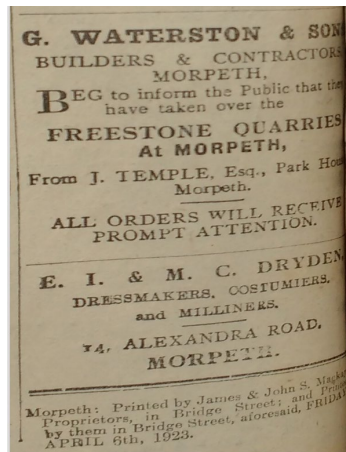 G. WATERSTON & SON
BUILDERS & CONTRACTORS
MORPETH,
BEG to inform the Public that they
have taken over the
FREESTONE QUARRIES
At MORPETH,
From J. TEMPLE, Esq., Park Hou
Morpeth.
ALL ORDERS WILL RECEIVE
PROMPT ATTENTION.
E. I. & M. C. DRYDEN,
DRESSMAKERS, COSTUMIERS,
and MILLINERS.
14, ALEXANDRA ROAD,
MORPETH.
Morpeth: Printed by James & John S.
Proprietors, in Bridge Street; and
by them in Bridge Street, aforesaid, FRIDAY
APRIL 6th, 1923.